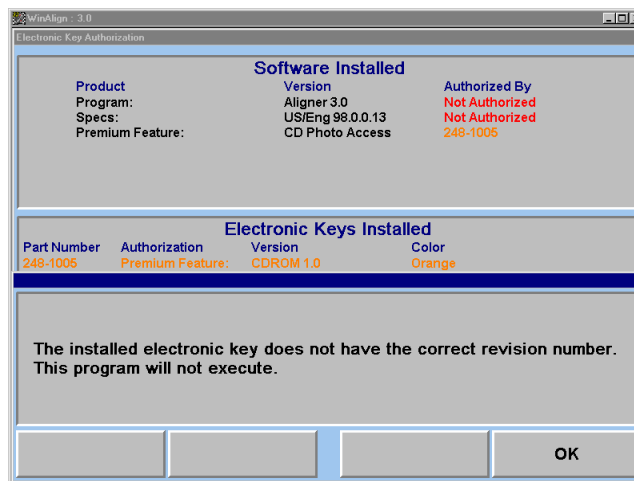 WinAlign : 3.0
Electronic Key Authorization
Software Installed
Product Version Authorized By
Program: Aligner 3.0 Not Authorized
Specs: US/Eng 98.0.0.13 Not Authorized
Premium Feature: CD Photo Access 248-1005
Electronic Keys Installed
Part Number Authorization Version Color
248-1005 Premium Feature: CDROM 1.0 Orange
The installed electronic key does not have the correct revision number.
This program will not execute.
OK